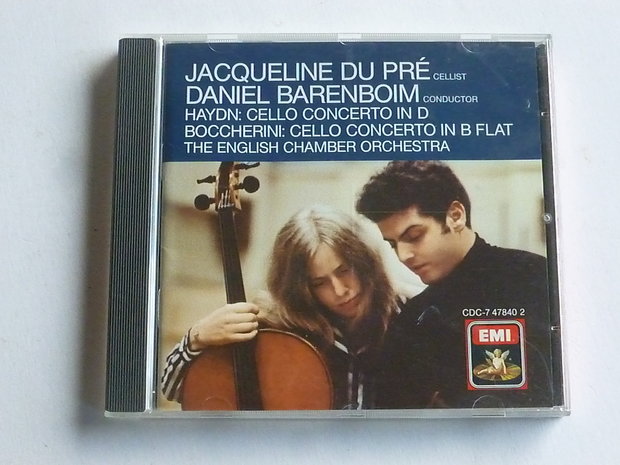 JACQUELINE DU PRÉ CELLIST
DANIEL BARENBOIM CONDUCTOR
HAYDN: CELLO CONCERTO IN D
BOCCHERINI: CELLO CONCERTO IN B FLAT
THE ENGLISH CHAMBER ORCHESTRA
CDC-7 47840 2
EMI